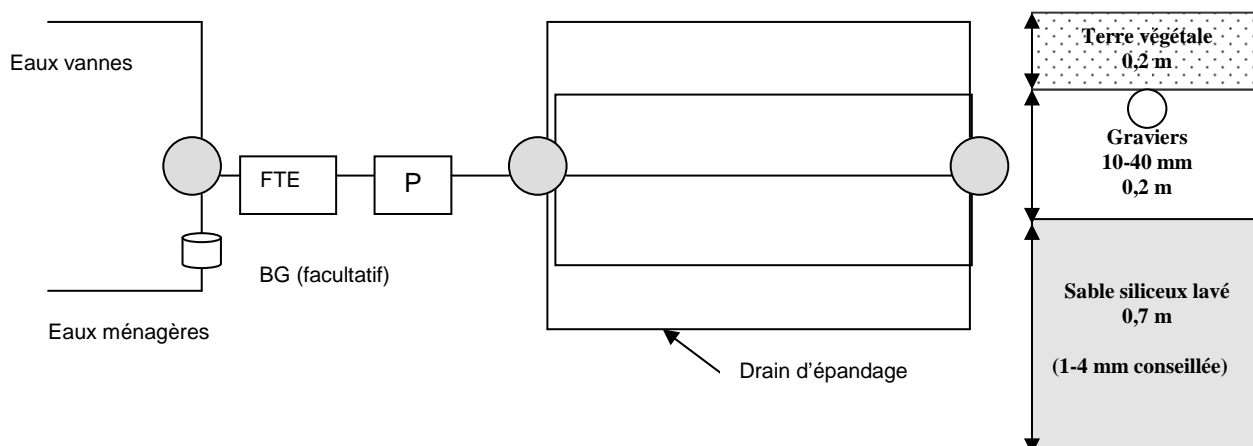 Eaux vannes
FTE
P
BG (facultatif)
Eaux ménagères
Drain d'épandage
Terre végétale
0,2 m
Graviers
10-40 mm
0,2 m
Sable siliceux lavé
0,7 m
(1-4 mm conseillée)